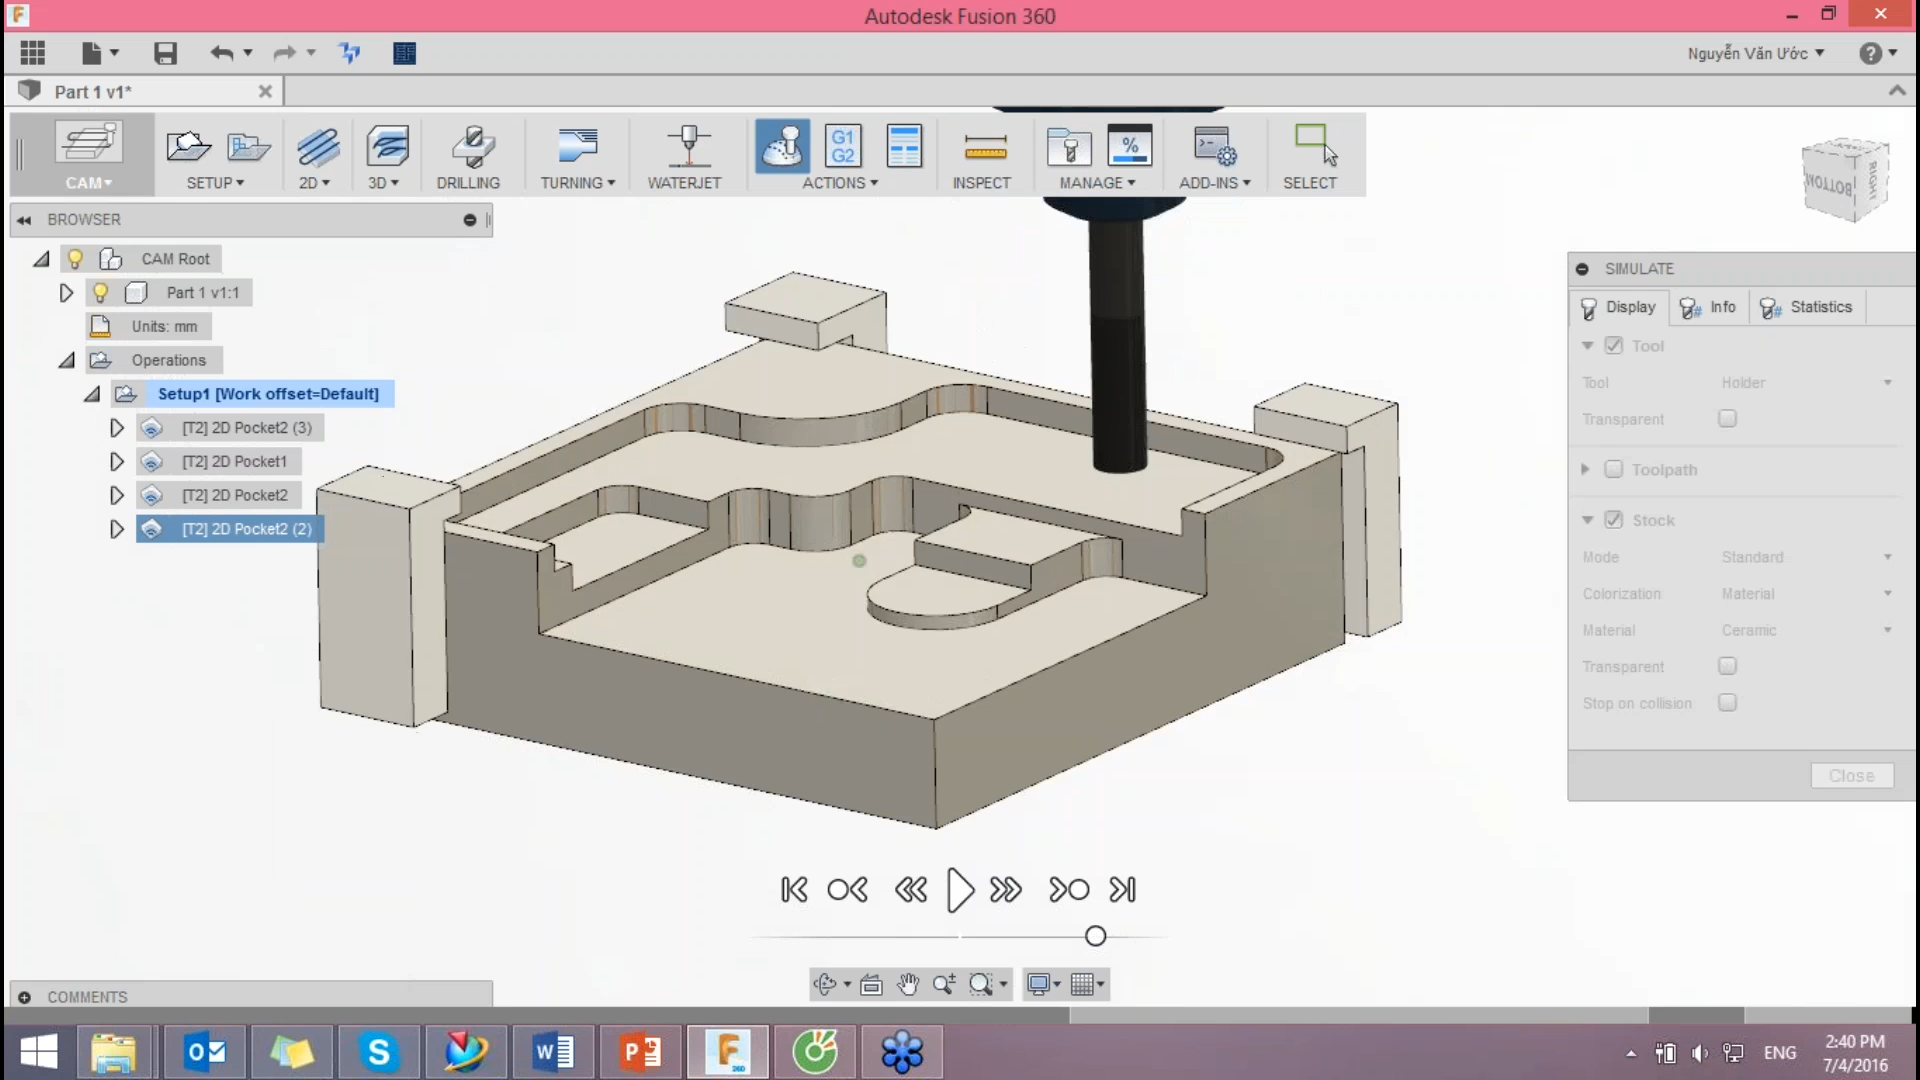 Autodesk Fusion 360
Nguyễn Văn Ước
Part 1 v1*
CAM
SETUP
2D
3D
DRILLING
TURNING
WATERJET
G1
G2
ACTIONS
INSPECT
%
MANAGE
ADD-INS
SELECT
BOTTOM
RIGHT
BROWSER
CAM Root
Part 1 v1:1
Units: mm
Operations
Setup1 [Work offset=Default]
[T2] 2D Pocket2 (3)
[T2] 2D Pocket1
[T2] 2D Pocket2
[T2] 2D Pocket2 (2)
SIMULATE
Display
Info
Statistics
Tool
Tool Holder
Transparent
Toolpath
Stock
Mode Standard
Colorization Material
Material Ceramic
Transparent
Stop on collision
Close
COMMENTS
ENG
2:40 PM
7/4/2016